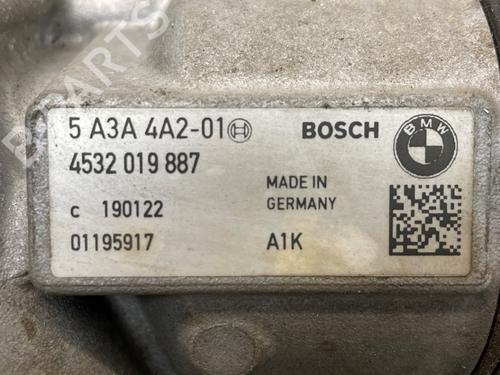 5 A3A 4A2-01 BOSCH BMW
4532 019 887
MADE IN
GERMANY
c 190122
01195917 A1K